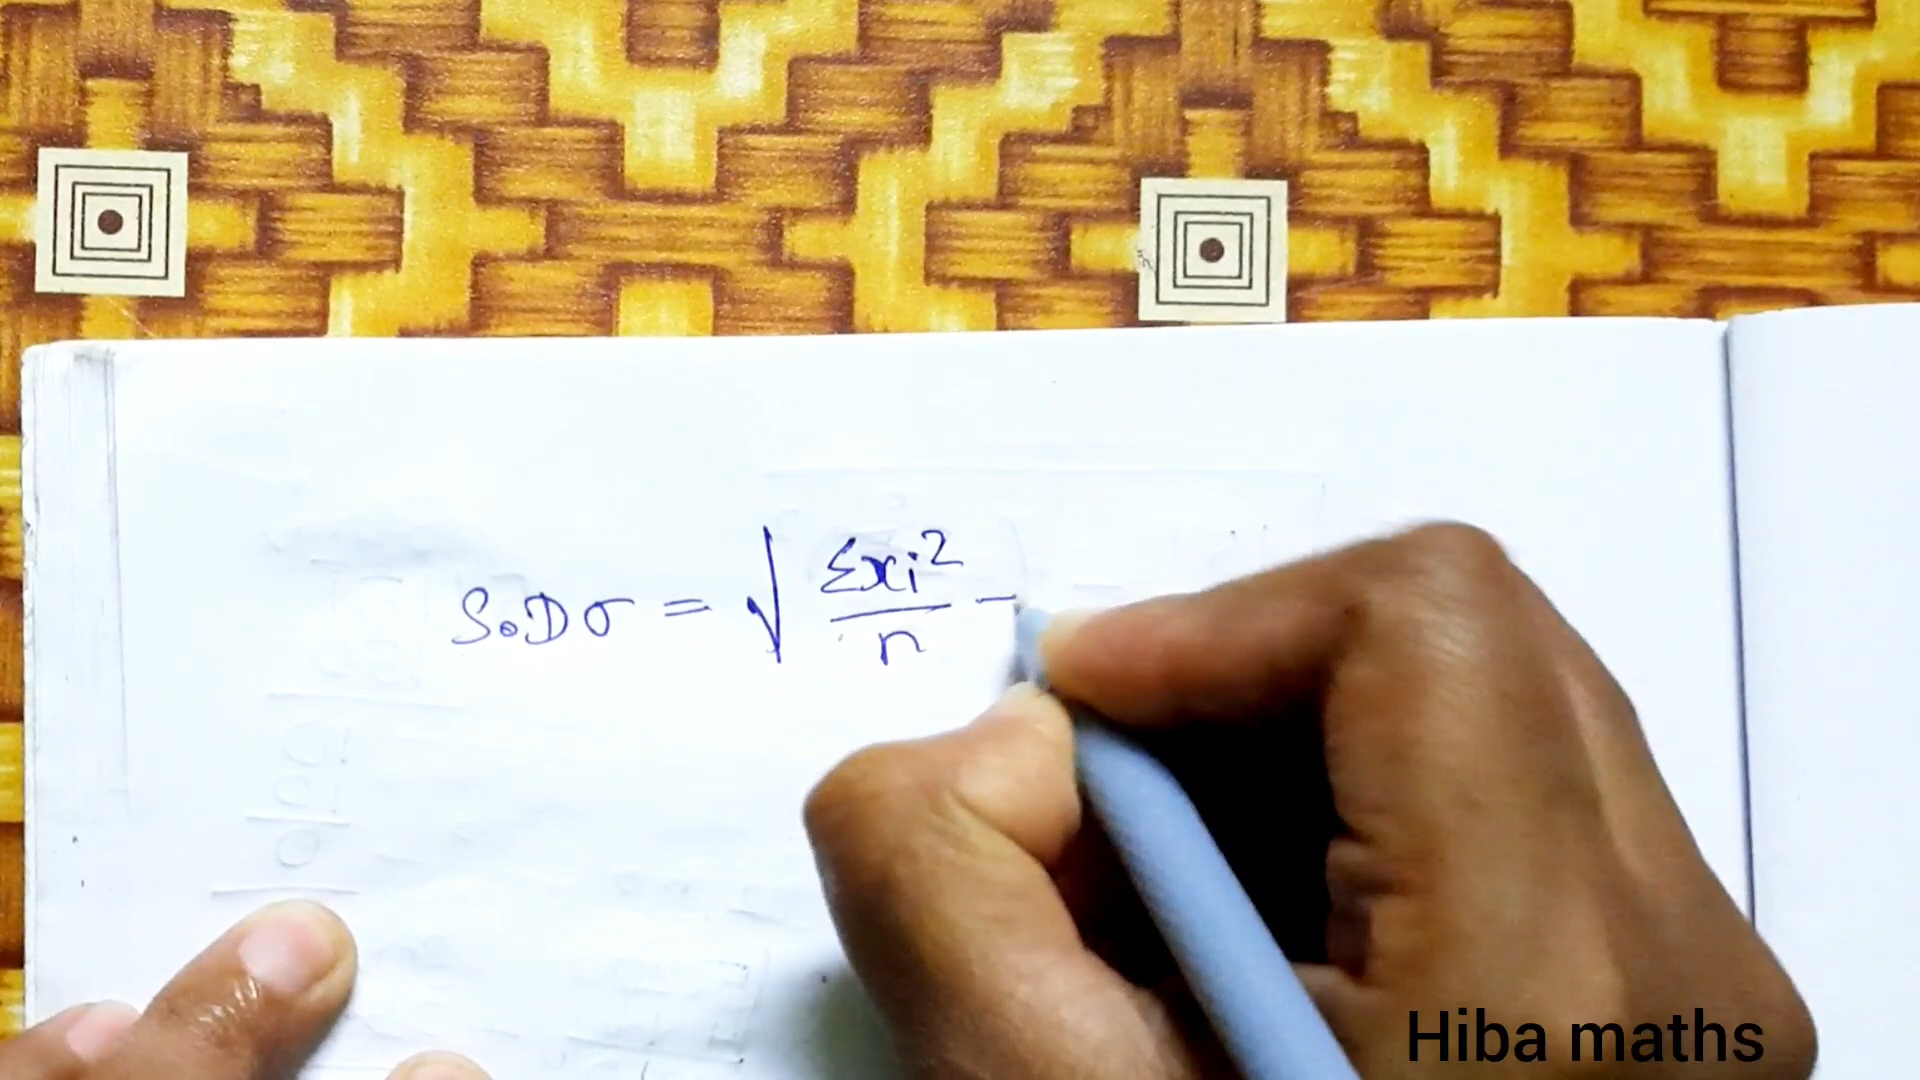 S.D σ = √ Σxi² / n -
Hiba maths